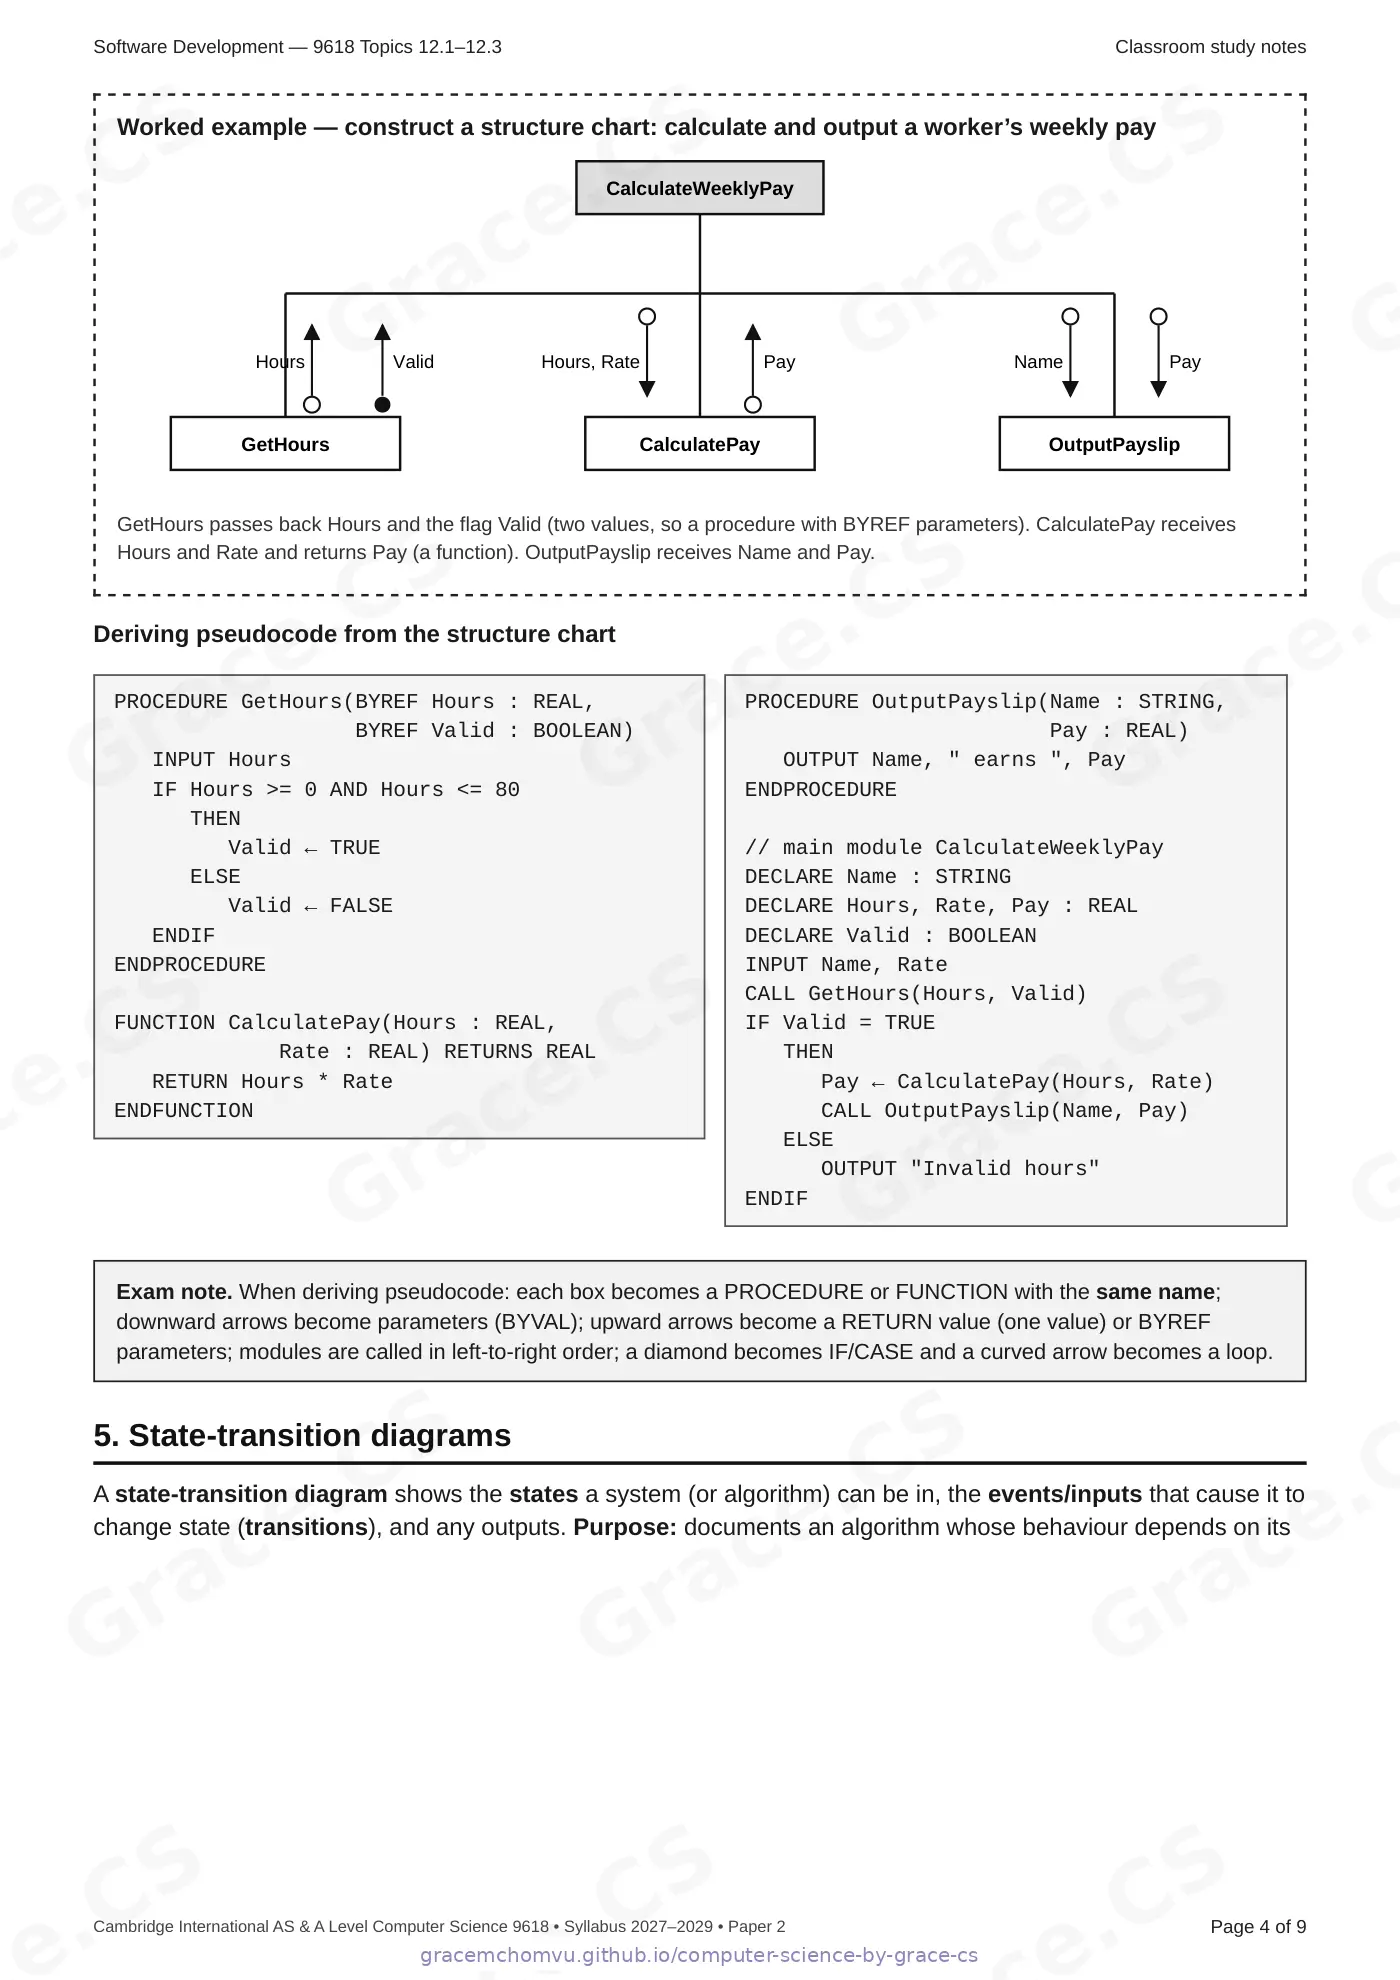 Software Development — 9618 Topics 12.1–12.3
Classroom study notes
Worked example — construct a structure chart: calculate and output a worker’s weekly pay
CalculateWeeklyPay
Hours
Valid
Hours, Rate
Pay
Name
Pay
GetHours
CalculatePay
OutputPayslip
GetHours passes back Hours and the flag Valid (two values, so a procedure with BYREF parameters). CalculatePay receives
Hours and Rate and returns Pay (a function). OutputPayslip receives Name and Pay.
Deriving pseudocode from the structure chart
PROCEDURE GetHours(BYREF Hours : REAL,
                   BYREF Valid : BOOLEAN)
   INPUT Hours
   IF Hours >= 0 AND Hours <= 80
      THEN
         Valid ← TRUE
      ELSE
         Valid ← FALSE
   ENDIF
ENDPROCEDURE

FUNCTION CalculatePay(Hours : REAL,
             Rate : REAL) RETURNS REAL
   RETURN Hours * Rate
ENDFUNCTION
PROCEDURE OutputPayslip(Name : STRING,
                        Pay : REAL)
   OUTPUT Name, " earns ", Pay
ENDPROCEDURE

// main module CalculateWeeklyPay
DECLARE Name : STRING
DECLARE Hours, Rate, Pay : REAL
DECLARE Valid : BOOLEAN
INPUT Name, Rate
CALL GetHours(Hours, Valid)
IF Valid = TRUE
   THEN
      Pay ← CalculatePay(Hours, Rate)
      CALL OutputPayslip(Name, Pay)
   ELSE
      OUTPUT "Invalid hours"
ENDIF
Exam note. When deriving pseudocode: each box becomes a PROCEDURE or FUNCTION with the same name;
downward arrows become parameters (BYVAL); upward arrows become a RETURN value (one value) or BYREF
parameters; modules are called in left-to-right order; a diamond becomes IF/CASE and a curved arrow becomes a loop.
5. State-transition diagrams
A state-transition diagram shows the states a system (or algorithm) can be in, the events/inputs that cause it to
change state (transitions), and any outputs. Purpose: documents an algorithm whose behaviour depends on its
Cambridge International AS & A Level Computer Science 9618 • Syllabus 2027–2029 • Paper 2
Page 4 of 9
gracemchomvu.github.io/computer-science-by-grace-cs
Grace.CS